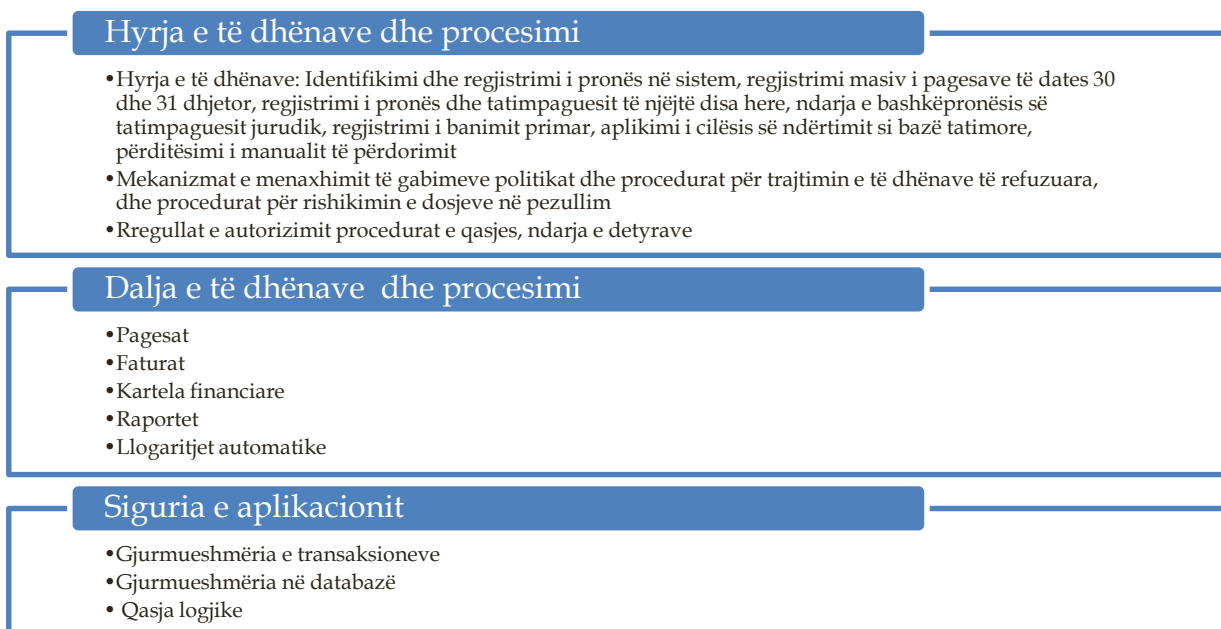 Hyrja e të dhënave dhe procesimi
•Hyrja e të dhënave: Identifikimi dhe regjistrimi i pronës në sistem, regjistrimi masiv i pagesave të dates 30
dhe 31 dhjetor, regjistrimi i pronës dhe tatimpaguesit të njëjtë disa here, ndarja e bashkëpronësis së
tatimpaguesit jurudik, regjistrimi i banimit primar, aplikimi i cilësis së ndërtimit si bazë tatimore,
përditësimi i manualit të përdorimit
•Mekanizmat e menaxhimit të gabimeve politikat dhe procedurat për trajtimin e të dhënave të refuzuara,
dhe procedurat për rishikimin e dosjeve në pezullim
•Rregullat e autorizimit procedurat e qasjes, ndarja e detyrave
Dalja e të dhënave dhe procesimi
•Pagesat
•Faturat
•Kartela financiare
•Raportet
•Llogaritjet automatike
Siguria e aplikacionit
•Gjurmueshmëria e transaksioneve
•Gjurmueshmëria në databazë
• Qasja logjike